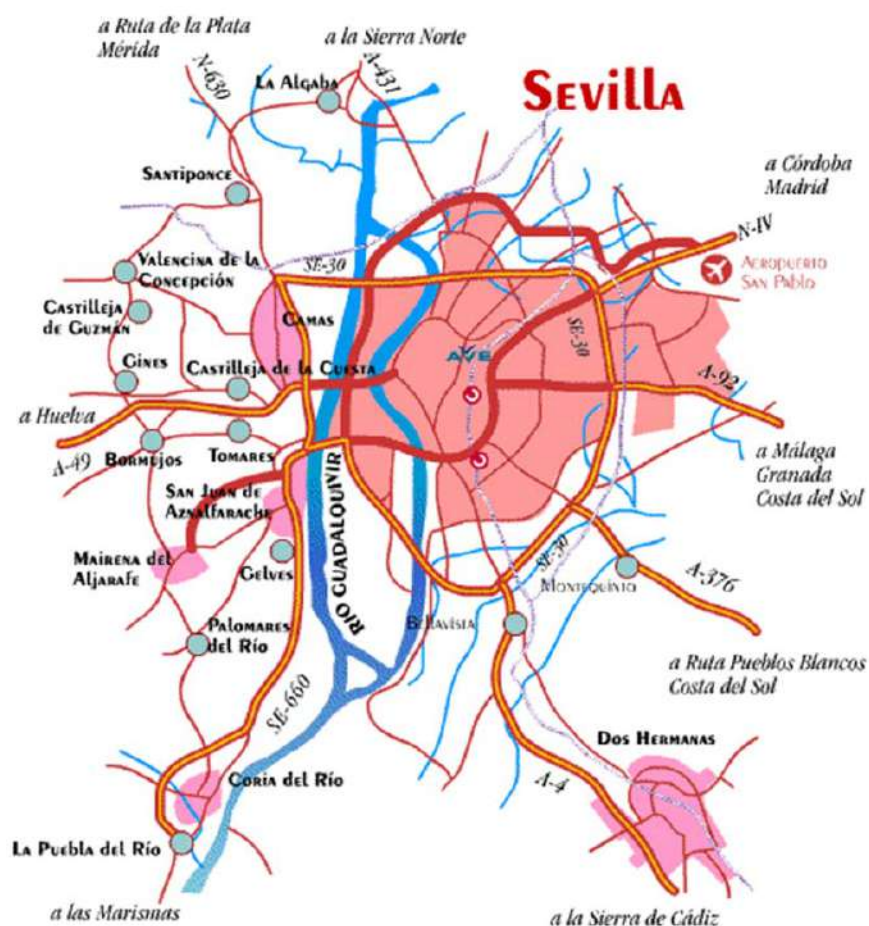 a Ruta de la Plata
Mérida
a la Sierra Norte
N-630
A-431
La Algaba
Sevilla
a Córdoba
Madrid
N-IV
Santiponce
SE-30
Aeropuerto
San Pablo
Valencina de la
Concepción
Castilleja
de Guzmán
Camas
SE-30
AVE
Gines
Castilleja de la Cuesta
A-92
a Huelva
A-49
Bormujos
Tomares
a Málaga
Granada
Costa del Sol
San Juan de
Aznalfarache
RIO GUADALQUIVIR
Mairena del
Aljarafe
Gelves
SE-30
Montequinto
A-376
Palomares
del Río
Bellavista
a Ruta Pueblos Blancos
Costa del Sol
SE-660
Dos Hermanas
Coria del Río
A-4
La Puebla del Río
a las Marismas
a la Sierra de Cádiz